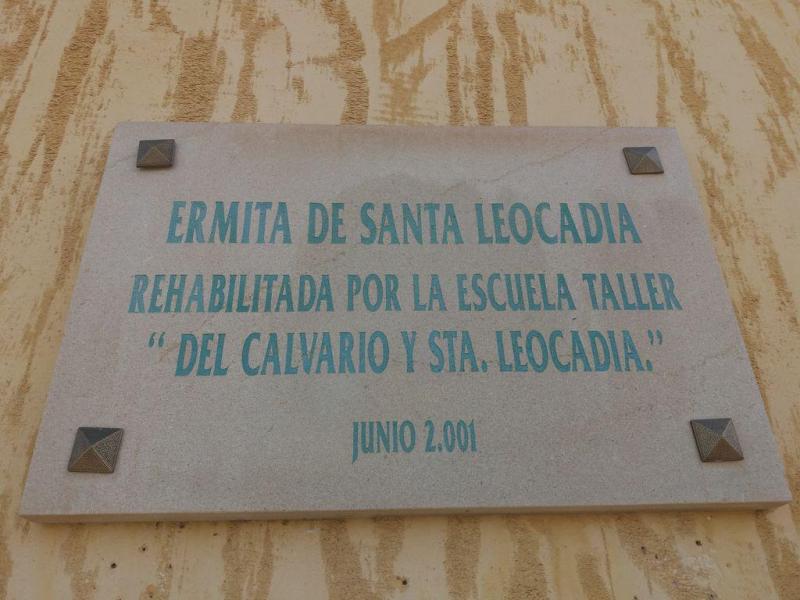 ERMITA DE SANTA LEOCADIA
REHABILITADA POR LA ESCUELA TALLER
“ DEL CALVARIO Y STA. LEOCADIA.”
JUNIO 2.001